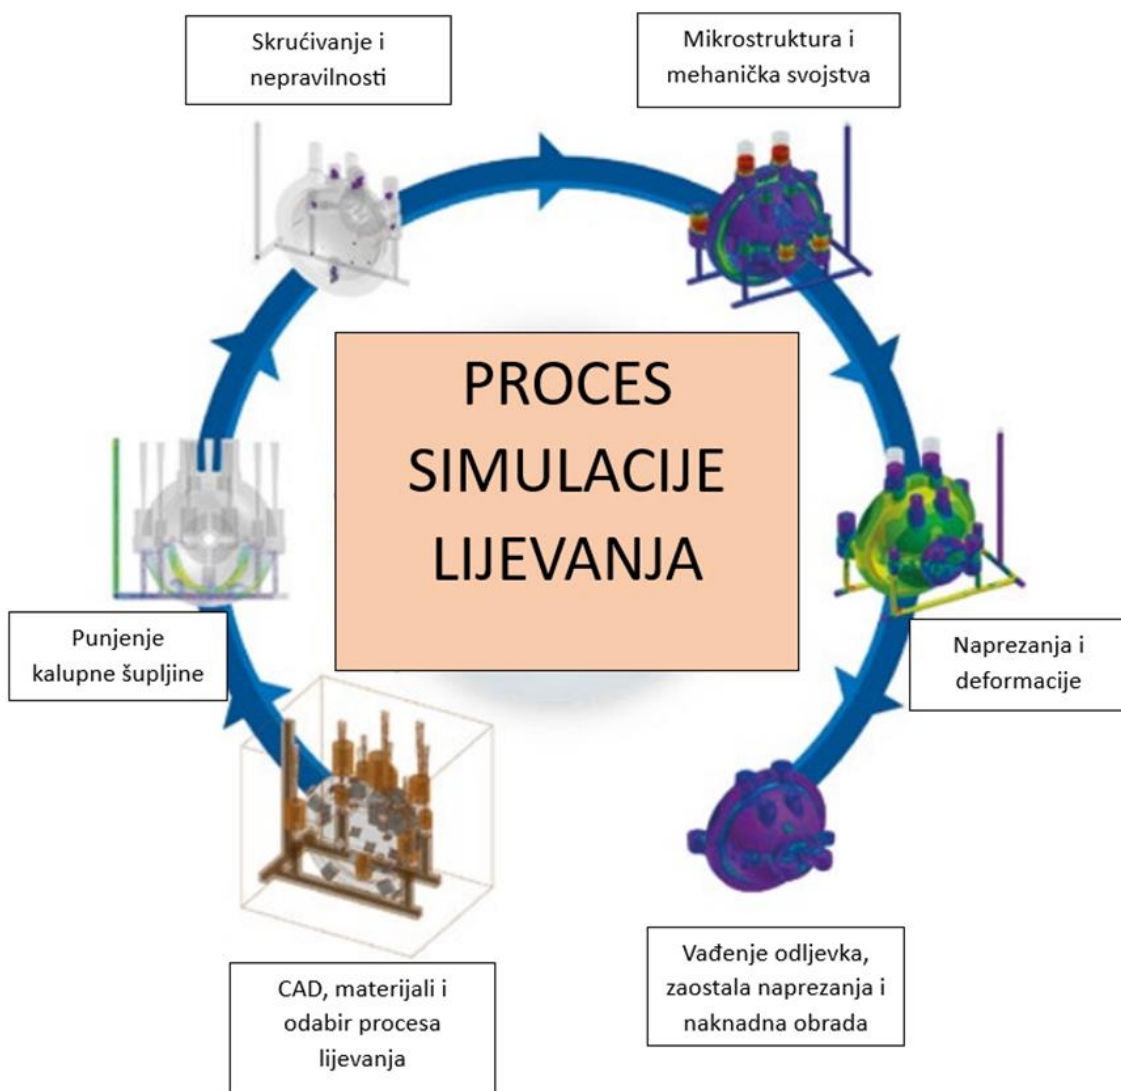 Skrućivanje i
nepravilnosti
Mikrostruktura i
mehanička svojstva
PROCES
SIMULACIJE
LIJEVANJA
Punjenje
kalupne šupljine
Naprezanja i
deformacije
CAD, materijali i
odabir procesa
lijevanja
Vađenje odljevka,
zaostala naprezanja i
naknadna obrada